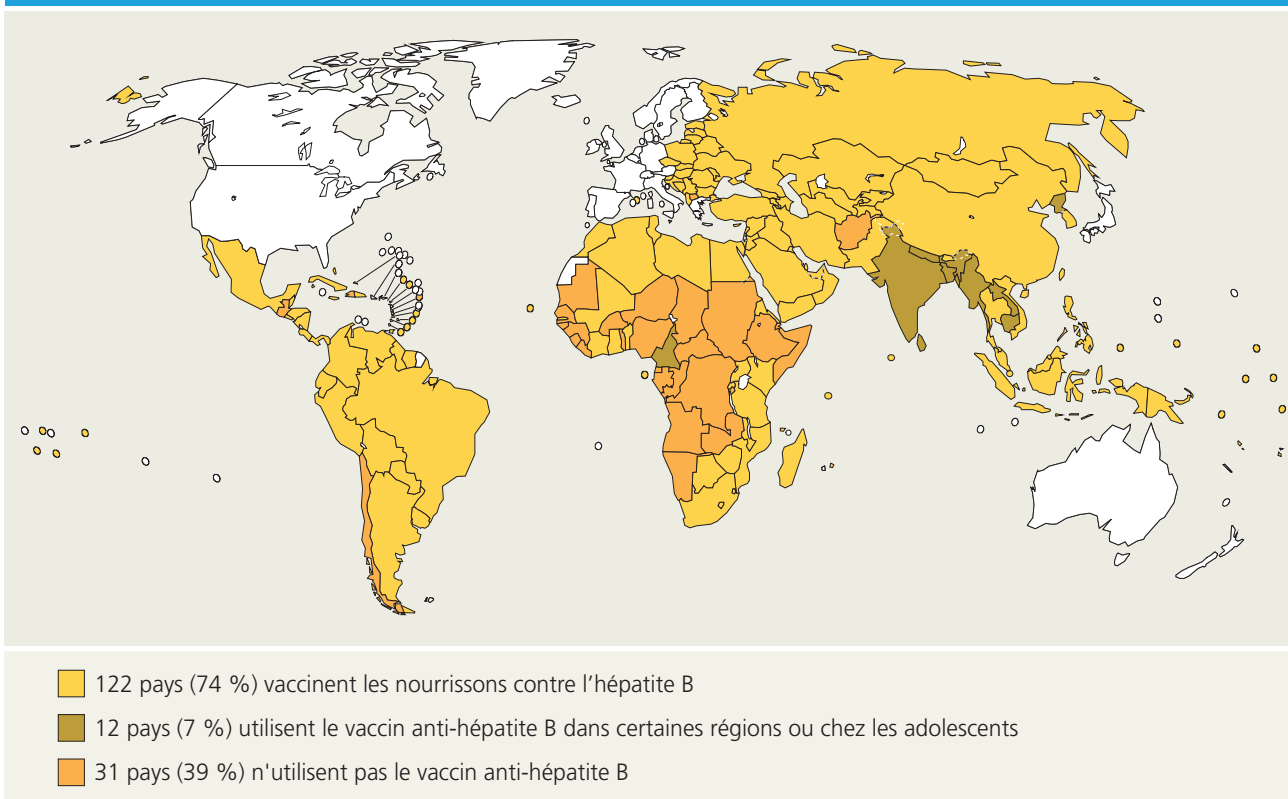 122 pays (74 %) vaccinent les nourrissons contre l’hépatite B
12 pays (7 %) utilisent le vaccin anti-hépatite B dans certaines régions ou chez les adolescents
31 pays (39 %) n'utilisent pas le vaccin anti-hépatite B